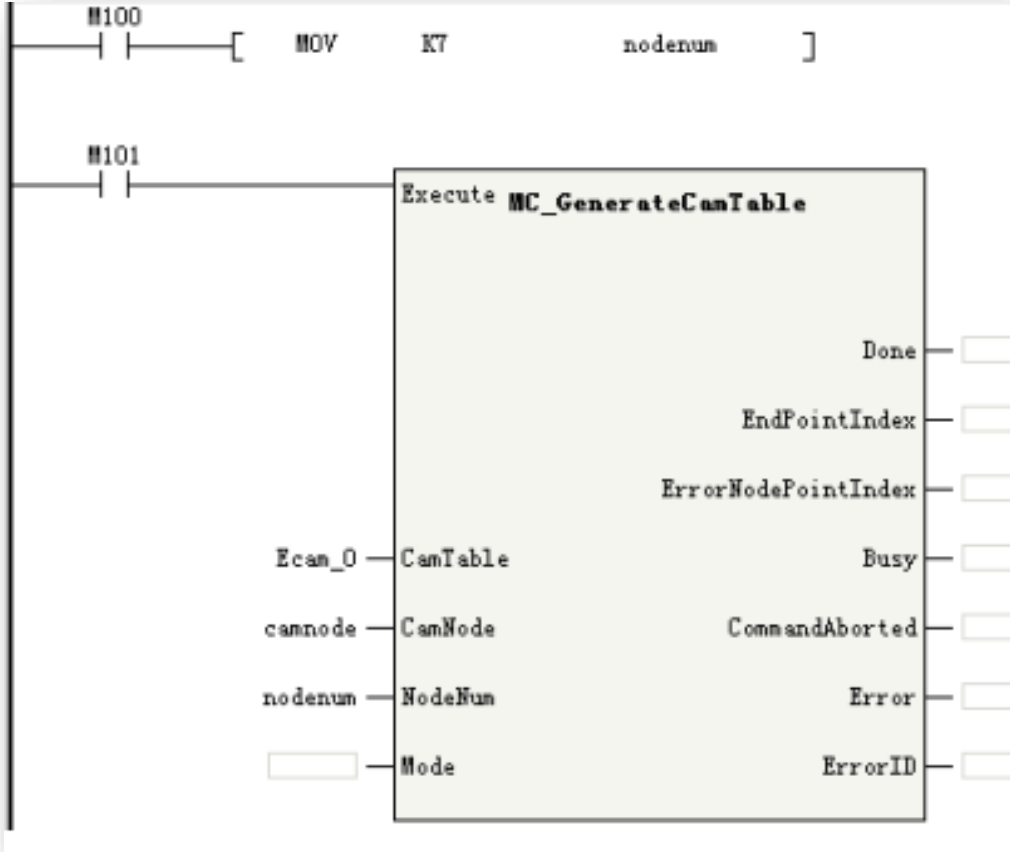 M100
[ MOV K7 nodenum ]
M101
Execute MC_GenerateCamTable
Done
EndPointIndex
ErrorNodePointIndex
Ecam_0 CamTable Busy
camnode CamNode CommandAborted
nodenum NodeNum Error
Mode ErrorID